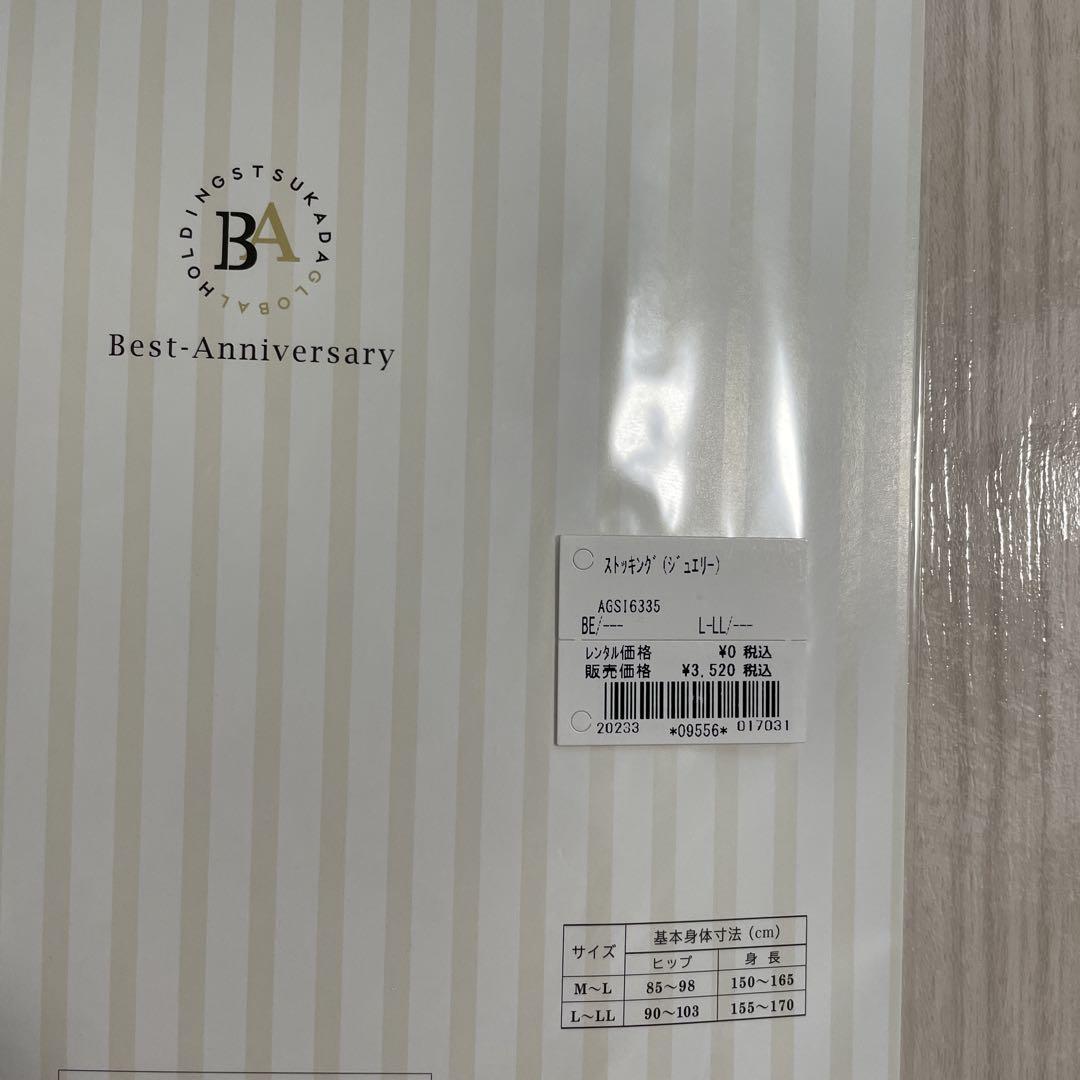 TSUKADA GLOBAL HOLDINGS
BA
Best-Anniversary
ストッキング(ジュエリー)
AGSI6335
BE/--- L-LL/---
レンタル価格 ¥0 税込
販売価格 ¥3,520 税込
20233 *09556* 017031
サイズ 基本身体寸法 (cm)
ヒップ 身長
M〜L 85〜98 150〜165
L〜LL 90〜103 155〜170